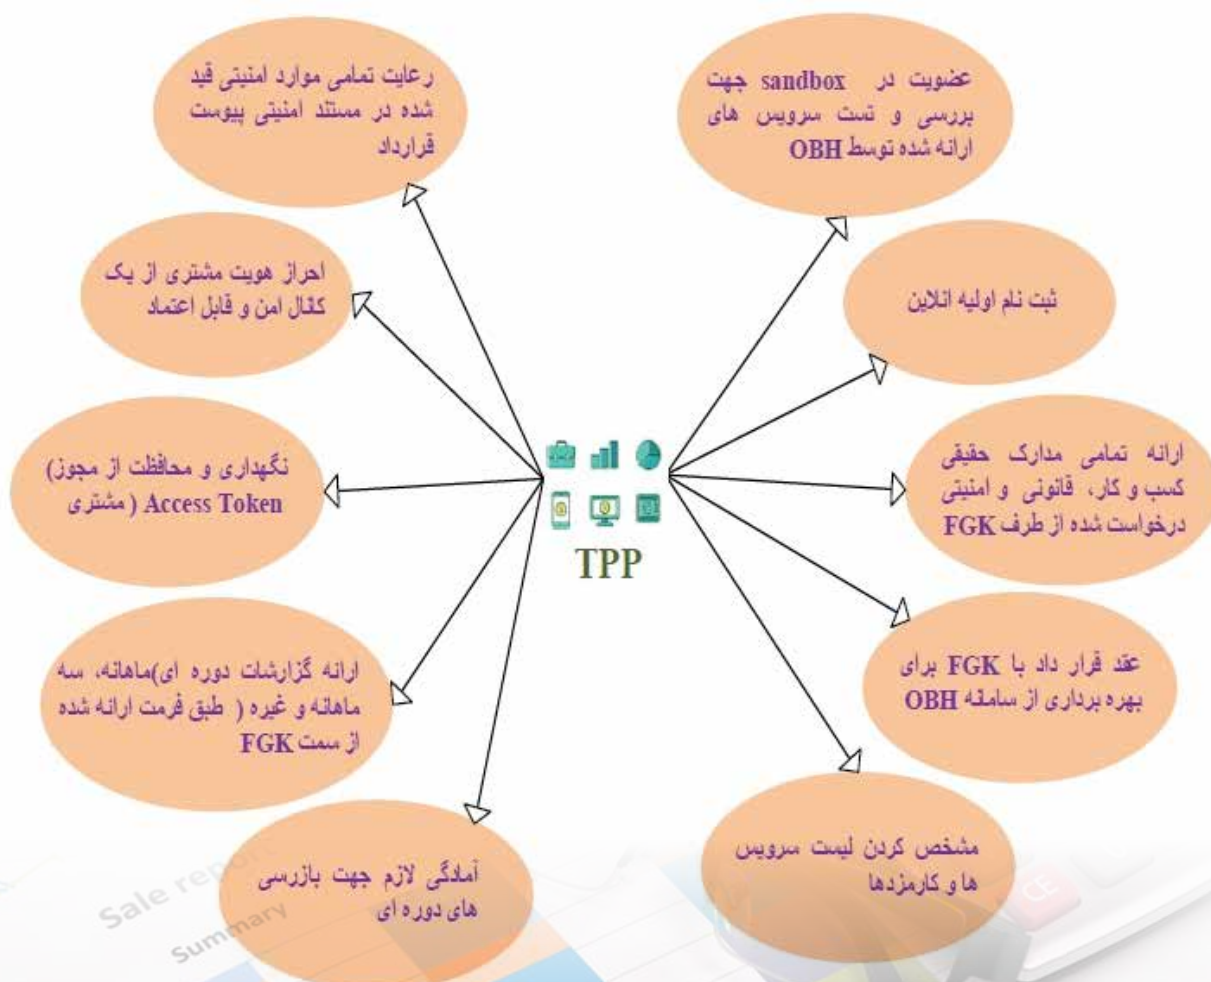 عضویت در sandbox جهت
بررسی و تست سرویس های
ارائه شده توسط OBH
ثبت نام اولیه انلاین
ارائه تمامی مدارک حقیقی
کسب و کار، قانونی و امنیتی
درخواست شده از طرف FGK
عقد قرار داد با FGK برای
بهره برداری از سامانه OBH
مشخص کردن لیست سرویس
ها و کارمزدها
رعایت تمامی موارد امنیتی قید
شده در مستند امنیتی پیوست
قرارداد
احراز هویت مشتری از یک
کانال امن و قابل اعتماد
نگهداری و محافظت از مجوز)
Access Token ( مشتری
ارائه گزارشات دوره ای)ماهانه، سه
ماهانه و غیره ( طبق فرمت ارائه شده
از سمت FGK
آمادگی لازم جهت بازرسی
های دوره ای
TPP
Sale report
Summary
CE